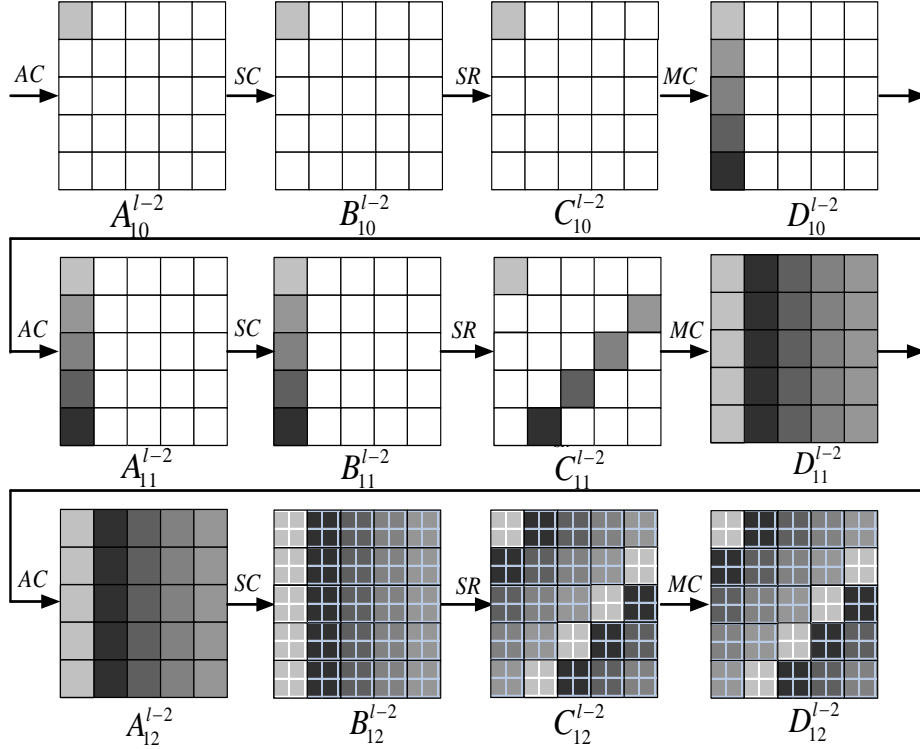 AC SC SR MC
A_{10}^{l-2} B_{10}^{l-2} C_{10}^{l-2} D_{10}^{l-2}
AC SC SR MC
A_{11}^{l-2} B_{11}^{l-2} C_{11}^{l-2} D_{11}^{l-2}
AC SC SR MC
A_{12}^{l-2} B_{12}^{l-2} C_{12}^{l-2} D_{12}^{l-2}